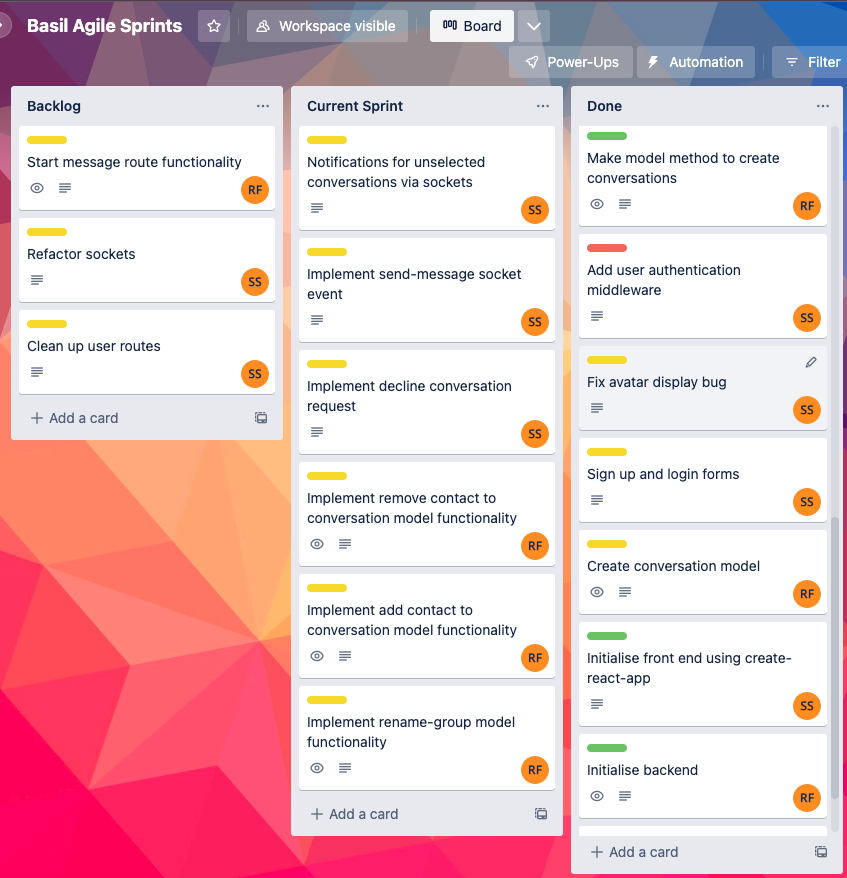 Basil Agile Sprints
Workspace visible
Board
Power-Ups
Automation
Filter
Backlog
Start message route functionality
RF
Refactor sockets
SS
Clean up user routes
SS
Add a card
Current Sprint
Notifications for unselected
conversations via sockets
SS
Implement send-message socket
event
SS
Implement decline conversation
request
SS
Implement remove contact to
conversation model functionality
RF
Implement add contact to
conversation model functionality
RF
Implement rename-group model
functionality
RF
Add a card
Done
Make model method to create
conversations
RF
Add user authentication
middleware
SS
Fix avatar display bug
SS
Sign up and login forms
SS
Create conversation model
RF
Initialise front end using create-
react-app
SS
Initialise backend
RF
Add a card